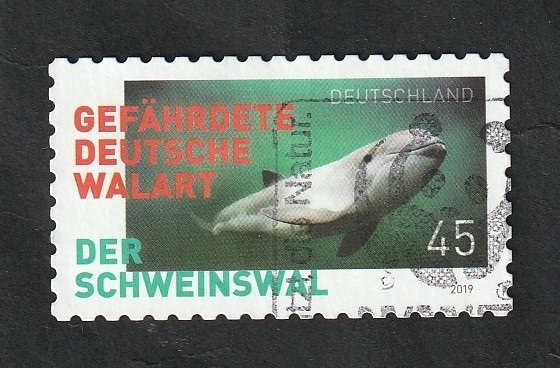 DEUTSCHLAND
GEFÄHRDETE
DEUTSCHE
WALART
DER
SCHWEINSWAL
45
2019